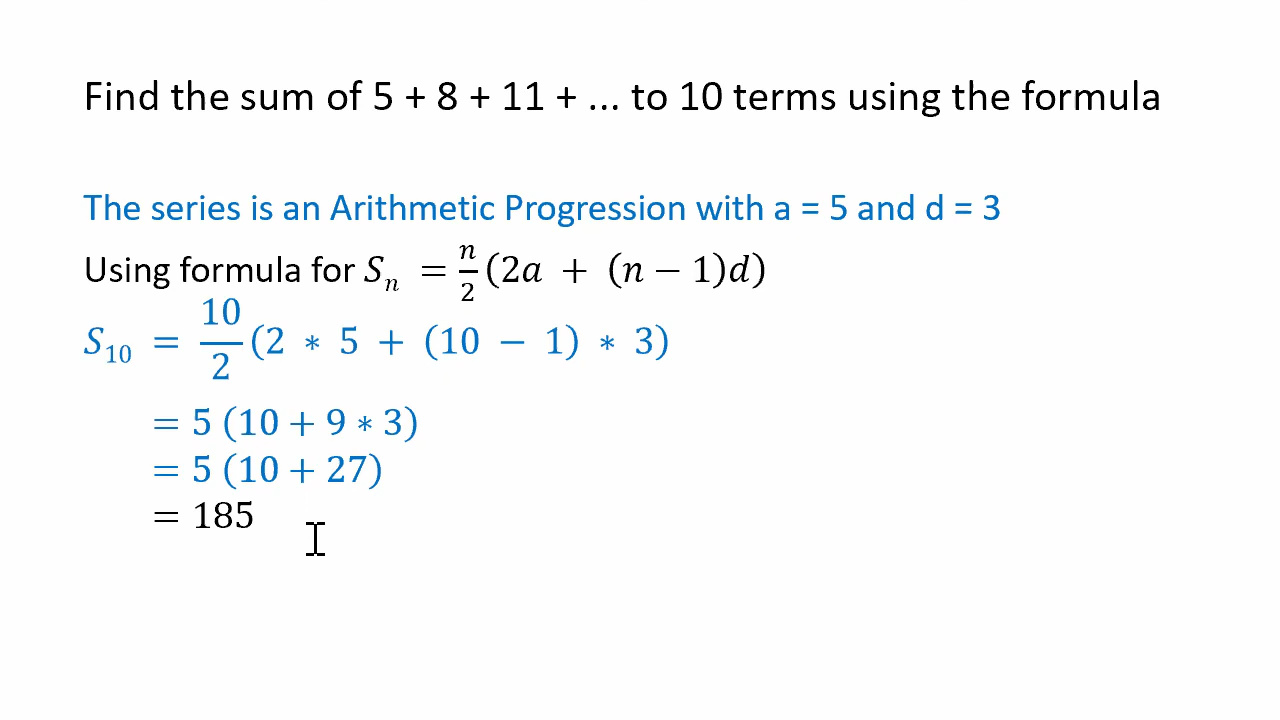 Find the sum of 5 + 8 + 11 + ... to 10 terms using the formula
The series is an Arithmetic Progression with a = 5 and d = 3
Using formula for Sₙ = n/2 (2a + (n − 1)d)
S₁₀ = 10/2 (2 * 5 + (10 − 1) * 3)
= 5 (10 + 9 * 3)
= 5 (10 + 27)
= 185